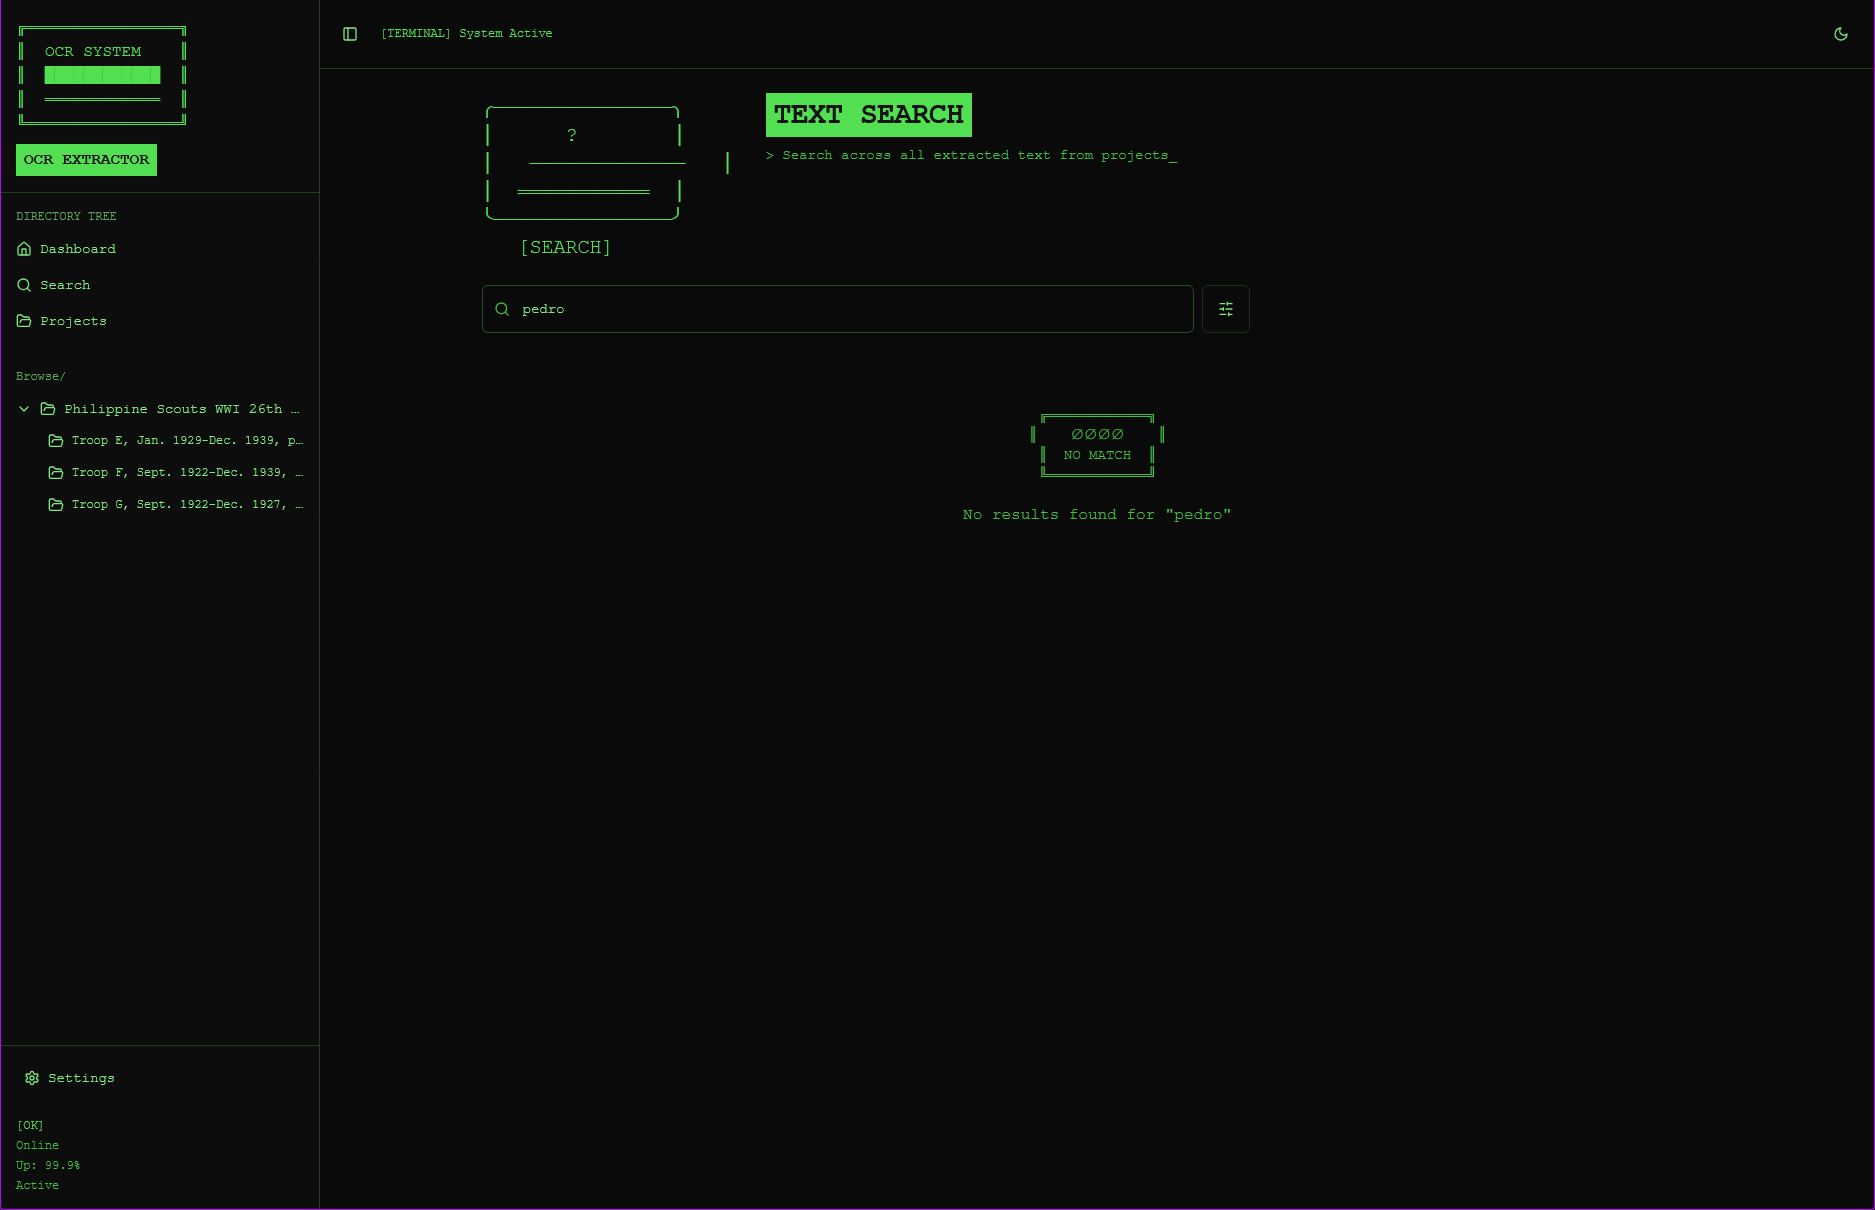 OCR SYSTEM
OCR EXTRACTOR
DIRECTORY TREE
Dashboard
Search
Projects
Browse/
Philippine Scouts WWI 26th …
Troop E, Jan. 1929-Dec. 1939, p…
Troop F, Sept. 1922-Dec. 1939, …
Troop G, Sept. 1922-Dec. 1927, …
Settings
[OK]
Online
Up: 99.9%
Active
[TERMINAL] System Active
?
[SEARCH]
TEXT SEARCH
> Search across all extracted text from projects_
pedro
∅∅∅∅
NO MATCH
No results found for "pedro"